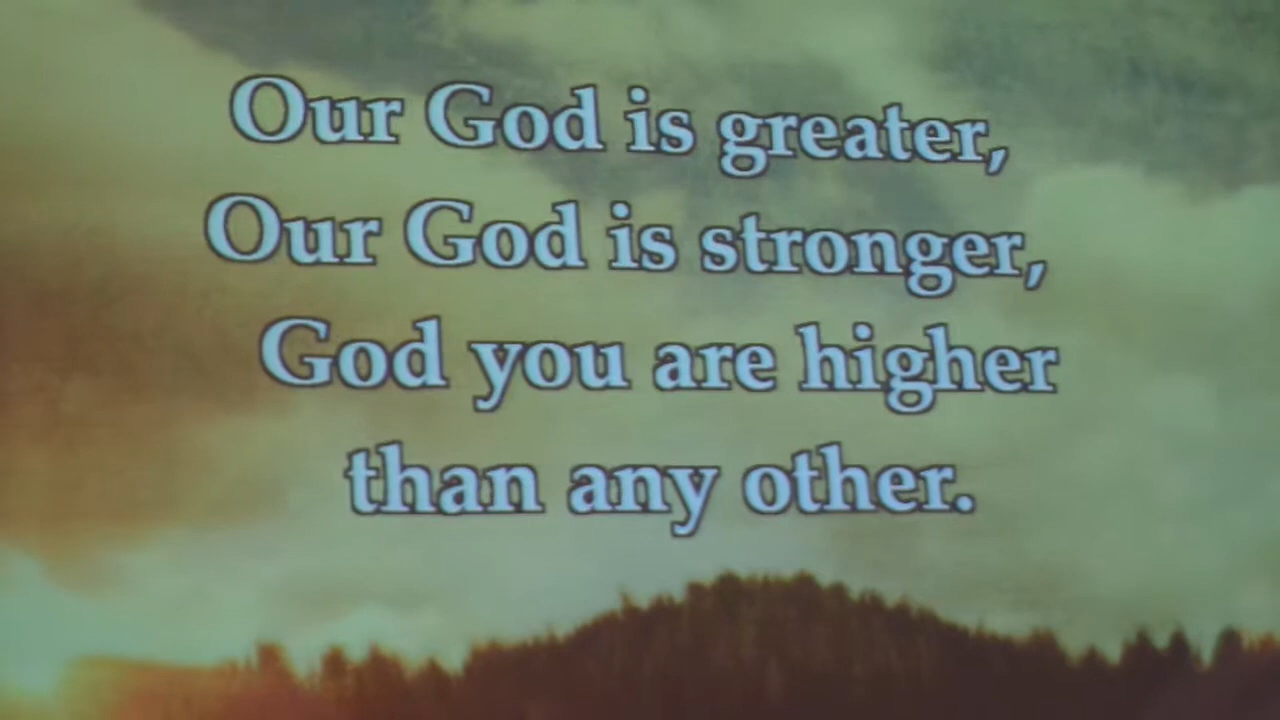 Our God is greater,
Our God is stronger,
God you are higher
than any other.